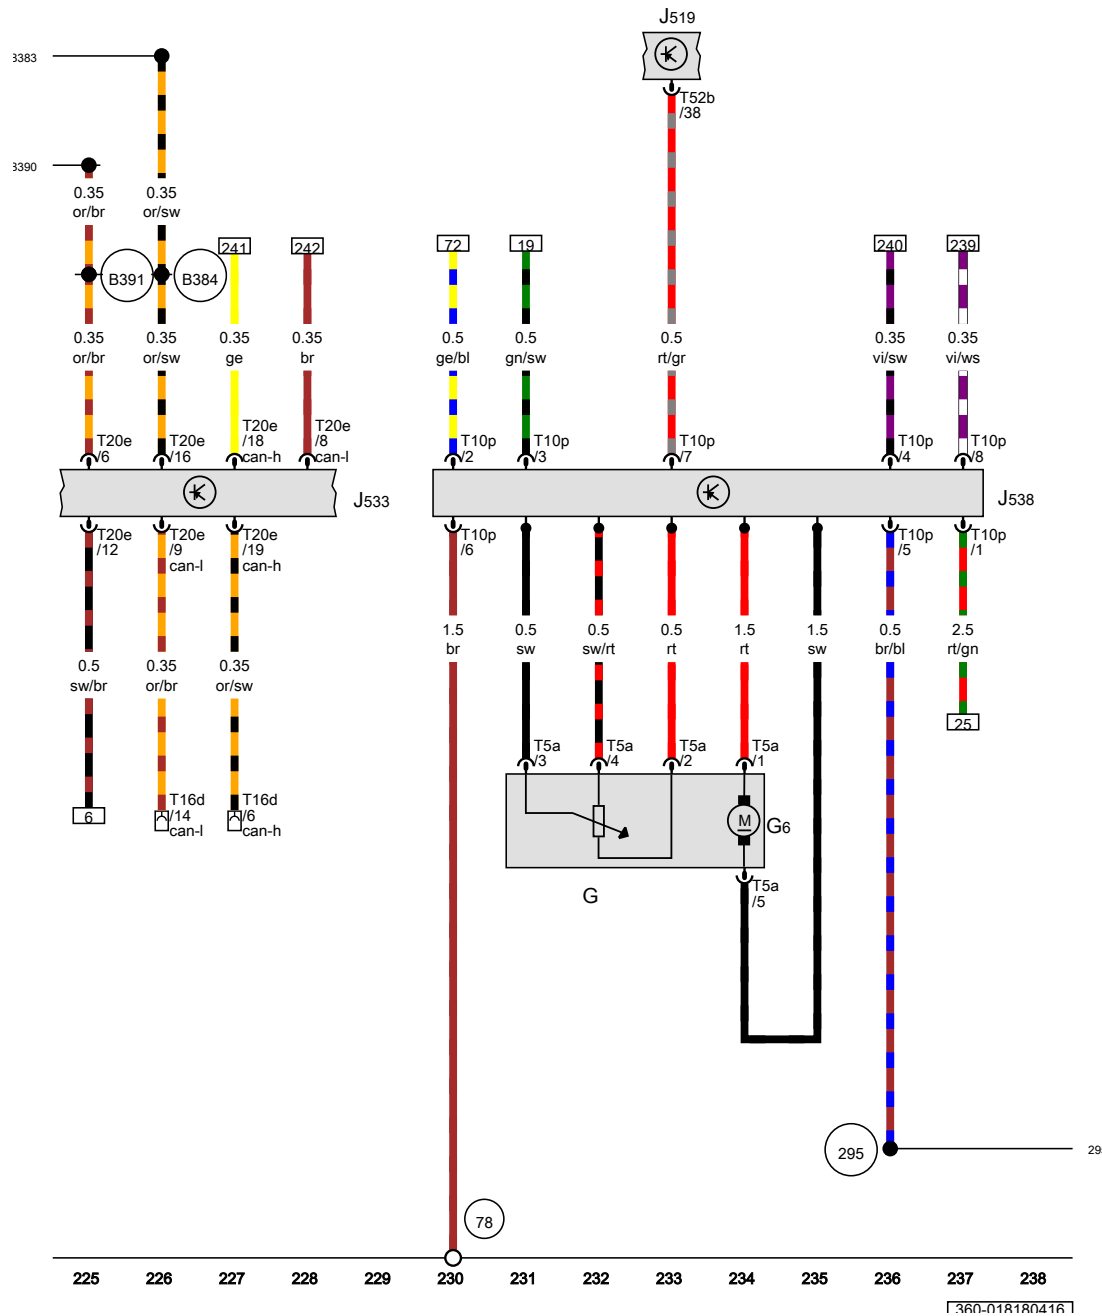 J519
B383
T52b
/38
B390
0.35
or/br
0.35
or/sw
241
242
72
19
240
239
B391
B384
0.35
or/br
0.35
or/sw
0.35
ge
0.35
br
0.5
ge/bl
0.5
gn/sw
0.5
rt/gr
0.35
vi/sw
0.35
vi/ws
T20e
/6
T20e
/16
T20e
/18
can-h
T20e
/8
can-l
T10p
/2
T10p
/3
T10p
/7
T10p
/4
T10p
/8
J533
J538
T20e
/12
T20e
/9
can-l
T20e
/19
can-h
T10p
/6
T10p
/5
T10p
/1
1.5
br
0.5
sw
0.5
sw/rt
0.5
rt
1.5
rt
1.5
sw
0.5
br/bl
2.5
rt/gn
0.5
sw/br
0.35
or/br
0.35
or/sw
25
T5a
/3
T5a
/4
T5a
/2
T5a
/1
6
T16d
/14
can-l
T16d
/6
can-h
M
G6
G
T5a
/5
295
29
78
225 226 227 228 229 230 231 232 233 234 235 236 237 238
360-018180416